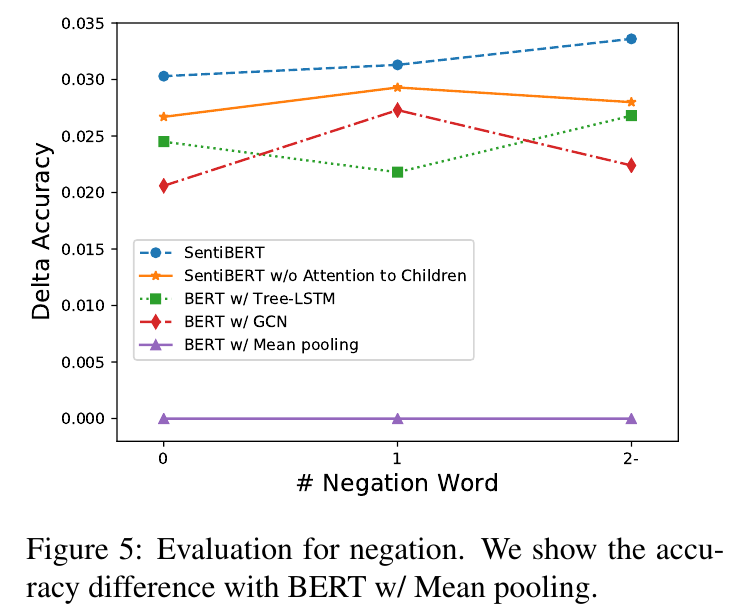 0.035
0.030
0.025
0.020
0.015
0.010
0.005
0.000
Delta Accuracy
SentiBERT
SentiBERT w/o Attention to Children
BERT w/ Tree-LSTM
BERT w/ GCN
BERT w/ Mean pooling
0 1 2-
# Negation Word
Figure 5: Evaluation for negation. We show the accu-
racy difference with BERT w/ Mean pooling.